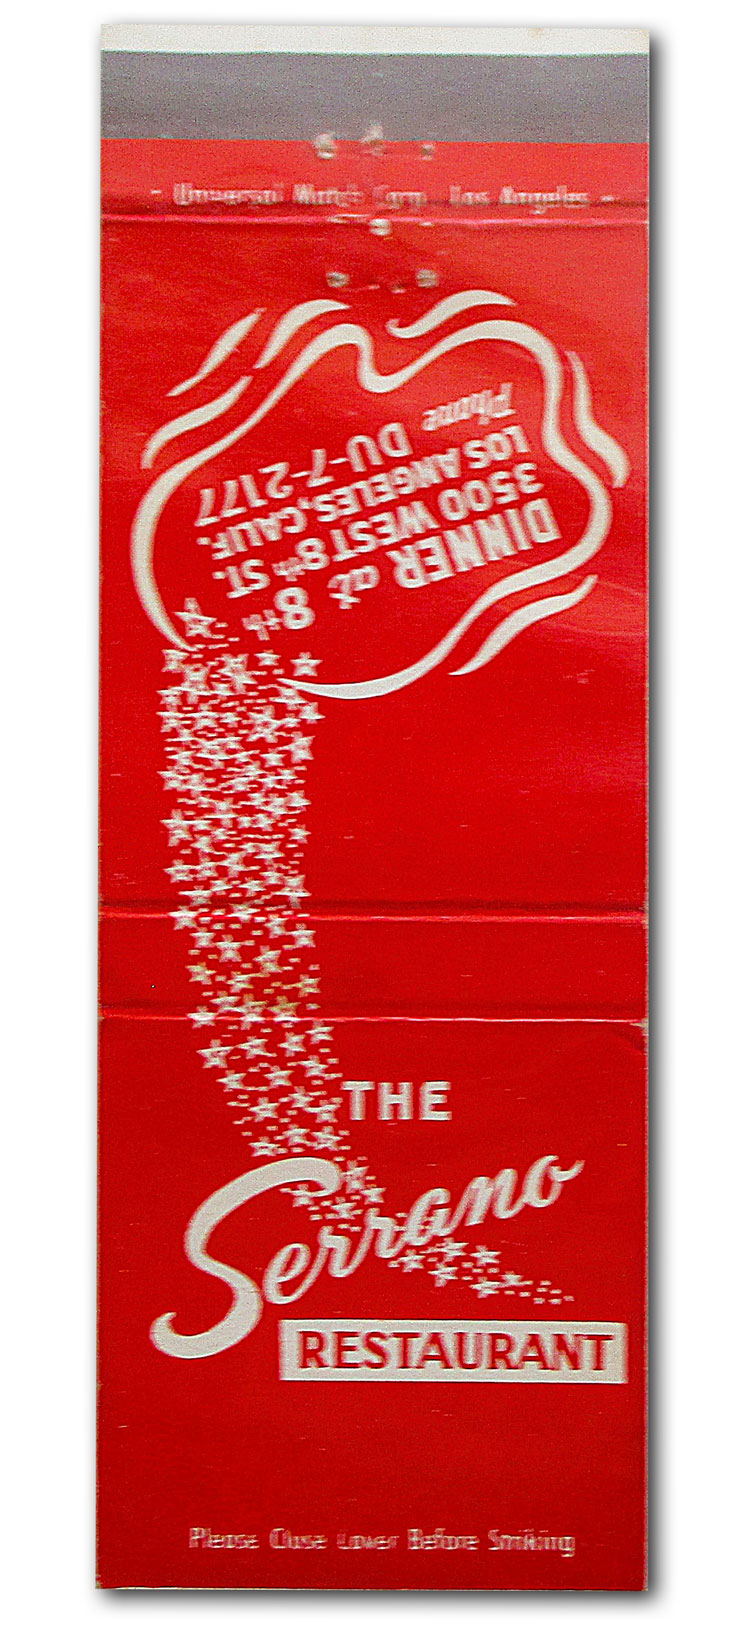 - Universal Match Corp. Los Angeles -
DINNER at 8th
3500 WEST 8th ST.
LOS ANGELES, CALIF.
Phone DU-7-2177
THE
Serrano
RESTAURANT
Please Close Cover Before Striking